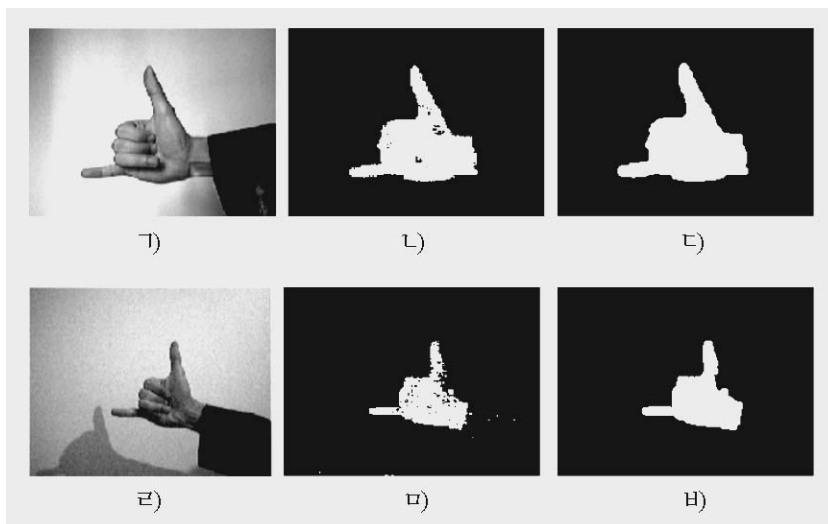 ㄱ) ㄴ) ㄷ)
ㄹ) ㅁ) ㅂ)